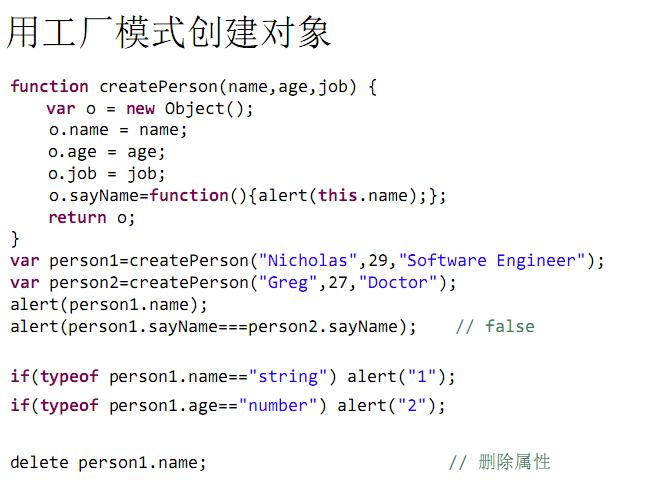 用工厂模式创建对象
function createPerson(name,age,job) {
var o = new Object();
o.name = name;
o.age = age;
o.job = job;
o.sayName=function(){alert(this.name);};
return o;
}
var person1=createPerson("Nicholas",29,"Software Engineer");
var person2=createPerson("Greg",27,"Doctor");
alert(person1.name);
alert(person1.sayName===person2.sayName); // false
if(typeof person1.name=="string") alert("1");
if(typeof person1.age=="number") alert("2");
delete person1.name; // 删除属性